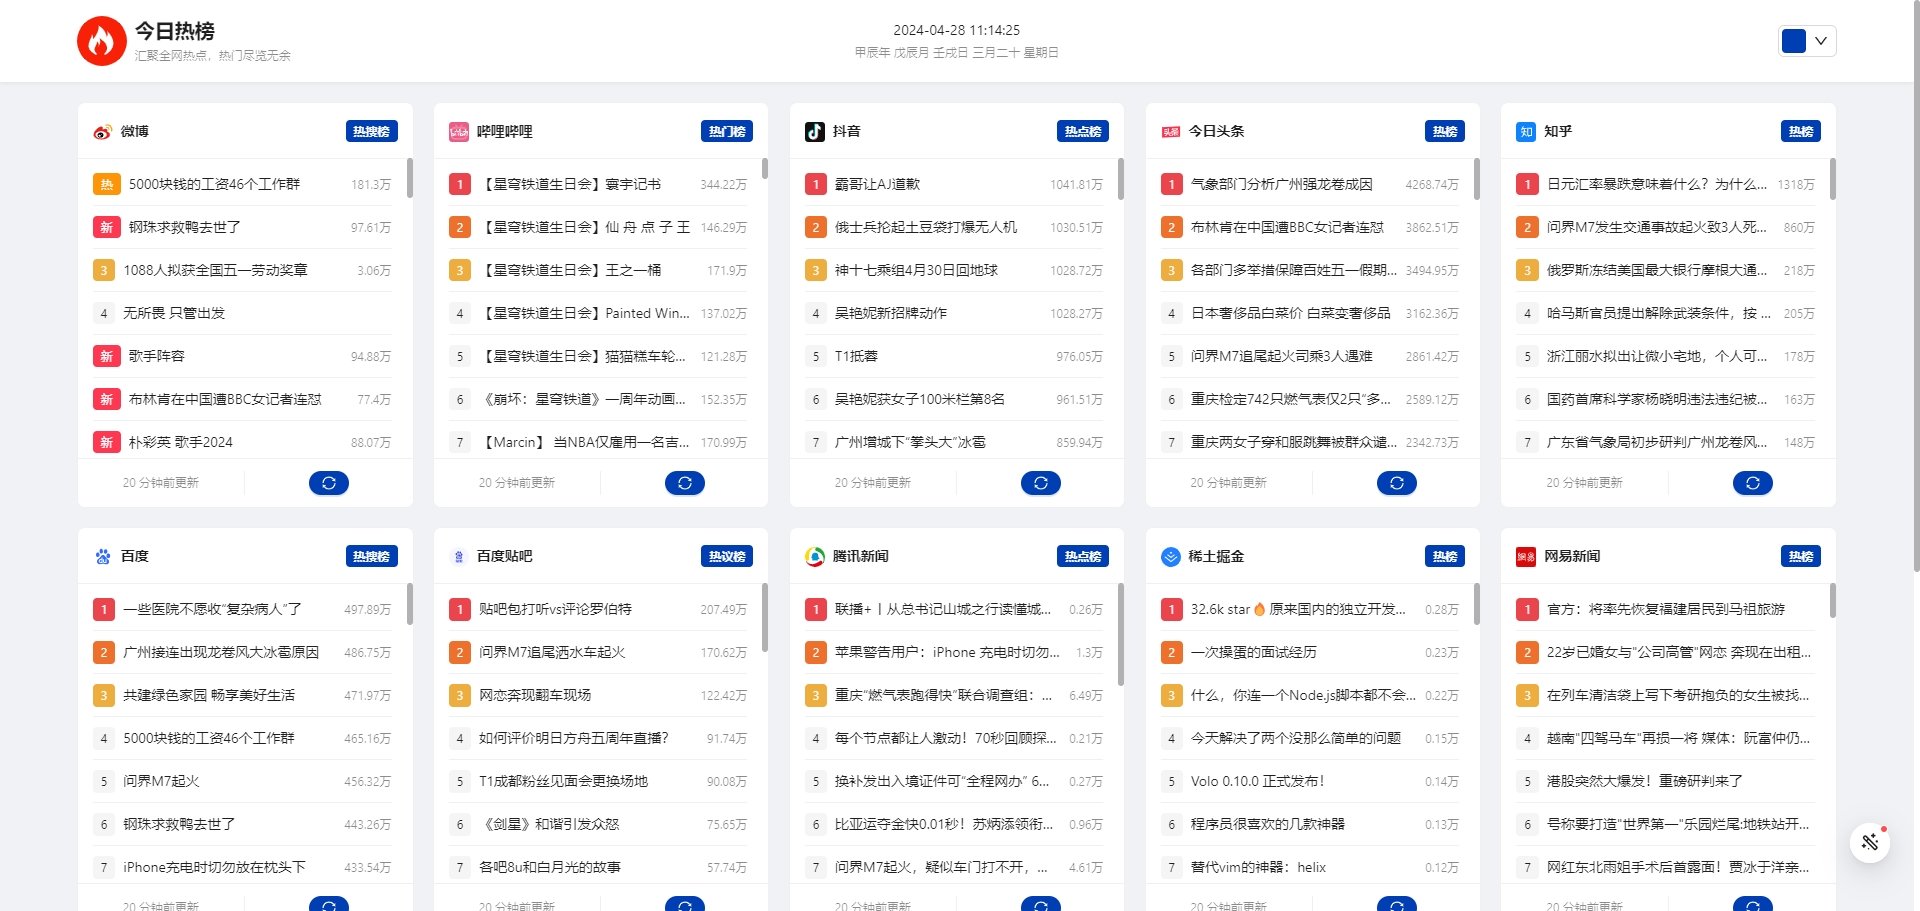 今日热榜
汇聚全网热点，热门尽览无余
2024-04-28 11:14:25
甲辰年 戊辰月 壬戌日 三月二十 星期日
微博 热搜榜
热 5000块钱的工资46个工作群 181.3万
新 钢珠求救鸭去世了 97.61万
3 1088人拟获全国五一劳动奖章 3.06万
4 无所畏 只管出发
新 歌手阵容 94.88万
新 布林肯在中国遭BBC女记者连怼 77.4万
新 朴彩英 歌手2024 88.07万
20 分钟前更新
哔哩哔哩 热门榜
1 【星穹铁道生日会】寰宇记书 344.22万
2 【星穹铁道生日会】仙 舟 点 子 王 146.29万
3 【星穹铁道生日会】王之一桶 171.9万
4 【星穹铁道生日会】Painted Win... 137.02万
5 【星穹铁道生日会】猫猫糕车轮... 121.28万
6 《崩坏：星穹铁道》一周年动画... 152.35万
7 【Marcin】 当NBA仅雇用一名吉... 170.99万
20 分钟前更新
抖音 热点榜
1 霸哥让AJ道歉 1041.81万
2 俄士兵抡起土豆袋打爆无人机 1030.51万
3 神十七乘组4月30日回地球 1028.72万
4 吴艳妮新招牌动作 1028.27万
5 T1抵蓉 976.05万
6 吴艳妮获女子100米栏第8名 961.51万
7 广州增城下“拳头大”冰雹 859.94万
20 分钟前更新
头条 今日头条 热榜
1 气象部门分析广州强龙卷成因 4268.74万
2 布林肯在中国遭BBC女记者连怼 3862.51万
3 各部门多举措保障百姓五一假期... 3494.95万
4 日本奢侈品白菜价 白菜变奢侈品 3162.36万
5 问界M7追尾起火司乘3人遇难 2861.42万
6 重庆检定742只燃气表仅2只“多... 2589.12万
7 重庆两女子穿和服跳舞被群众谴... 2342.73万
20 分钟前更新
知 知乎 热榜
1 日元汇率暴跌意味着什么？为什么... 1318万
2 问界M7发生交通事故起火致3人死... 860万
3 俄罗斯冻结美国最大银行摩根大通... 218万
4 哈马斯官员提出解除武装条件，按 ... 205万
5 浙江丽水拟出让微小宅地，个人可... 178万
6 国药首席科学家杨晓明违法违纪被... 163万
7 广东省气象局初步研判广州龙卷风... 148万
20 分钟前更新
百度 热搜榜
1 一些医院不愿收“复杂病人”了 497.89万
2 广州接连出现龙卷风大冰雹原因 486.75万
3 共建绿色家园 畅享美好生活 471.97万
4 5000块钱的工资46个工作群 465.16万
5 问界M7起火 456.32万
6 钢珠求救鸭去世了 443.26万
7 iPhone充电时切勿放在枕头下 433.54万
20 分钟前更新
百度贴吧 热议榜
1 贴吧包打听vs评论罗伯特 207.49万
2 问界M7追尾洒水车起火 170.62万
3 网恋奔现翻车现场 122.42万
4 如何评价明日方舟五周年直播？ 91.74万
5 T1成都粉丝见面会更换场地 90.08万
6 《剑星》和谐引发众怒 75.65万
7 各吧8u和白月光的故事 57.74万
20 分钟前更新
腾讯新闻 热点榜
1 联播+丨从总书记山城之行读懂城... 0.26万
2 苹果警告用户：iPhone 充电时切勿... 1.3万
3 重庆“燃气表跑得快”联合调查组：... 6.49万
4 每个节点都让人激动！70秒回顾探... 0.21万
5 换补发出入境证件可“全程网办” 6... 0.27万
6 比亚运夺金快0.01秒！苏炳添领衔... 0.96万
7 问界M7起火，疑似车门打不开，... 4.61万
20 分钟前更新
稀土掘金 热榜
1 32.6k star🔥原来国内的独立开发... 0.28万
2 一次操蛋的面试经历 0.23万
3 什么，你连一个Node.js脚本都不会... 0.22万
4 今天解决了两个没那么简单的问题 0.15万
5 Volo 0.10.0 正式发布！ 0.14万
6 程序员很喜欢的几款神器 0.13万
7 替代vim的神器：helix 0.12万
20 分钟前更新
網易 网易新闻 热榜
1 官方：将率先恢复福建居民到马祖旅游
2 22岁已婚女与"公司高管"网恋 奔现在出租...
3 在列车清洁袋上写下考研抱负的女生被找...
4 越南"四驾马车"再损一将 媒体：阮富仲仍...
5 港股突然大爆发！重磅研判来了
6 号称要打造"世界第一"乐园烂尾:地铁站开...
7 网红东北雨姐手术后首露面！贾冰于洋亲...
20 分钟前更新